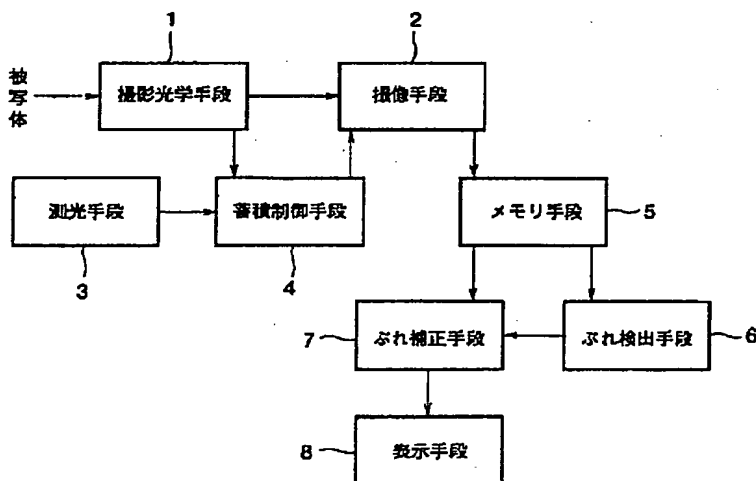 1
2
被写体
撮影光学手段
撮像手段
測光手段
蓄積制御手段
メモリ手段
5
3
4
7
ぶれ補正手段
ぶれ検出手段
6
8
表示手段